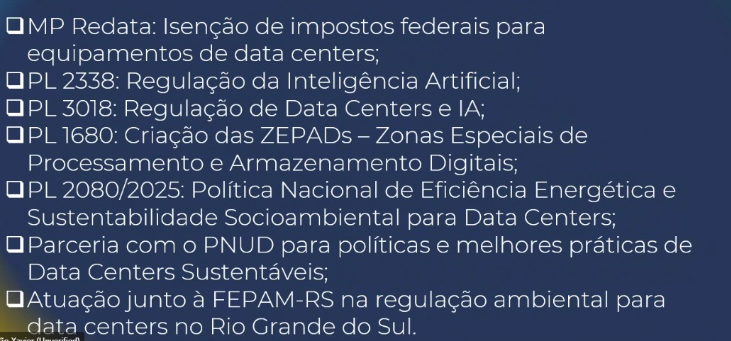 ❑MP Redata: Isenção de impostos federais para
equipamentos de data centers;
❑PL 2338: Regulação da Inteligência Artificial;
❑PL 3018: Regulação de Data Centers e IA;
❑PL 1680: Criação das ZEPADs – Zonas Especiais de
Processamento e Armazenamento Digitais;
❑PL 2080/2025: Política Nacional de Eficiência Energética e
Sustentabilidade Socioambiental para Data Centers;
❑Parceria com o PNUD para políticas e melhores práticas de
Data Centers Sustentáveis;
❑Atuação junto à FEPAM-RS na regulação ambiental para
data centers no Rio Grande do Sul.
Xavier (Unverified)